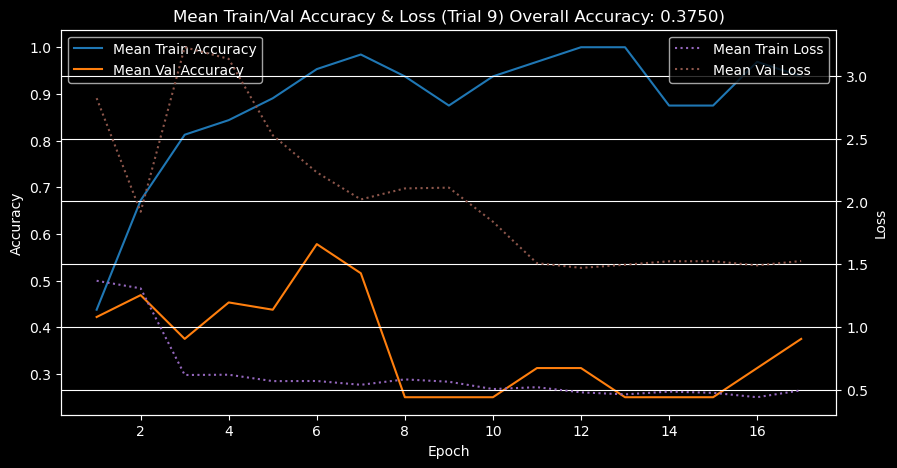 Mean Train/Val Accuracy & Loss (Trial 9) Overall Accuracy: 0.3750)
Mean Train Accuracy
Mean Val Accuracy
Mean Train Loss
Mean Val Loss
Accuracy
1.0
0.9
0.8
0.7
0.6
0.5
0.4
0.3
3.0
2.5
2.0
1.5
1.0
0.5
Loss
2 4 6 8 10 12 14 16
Epoch